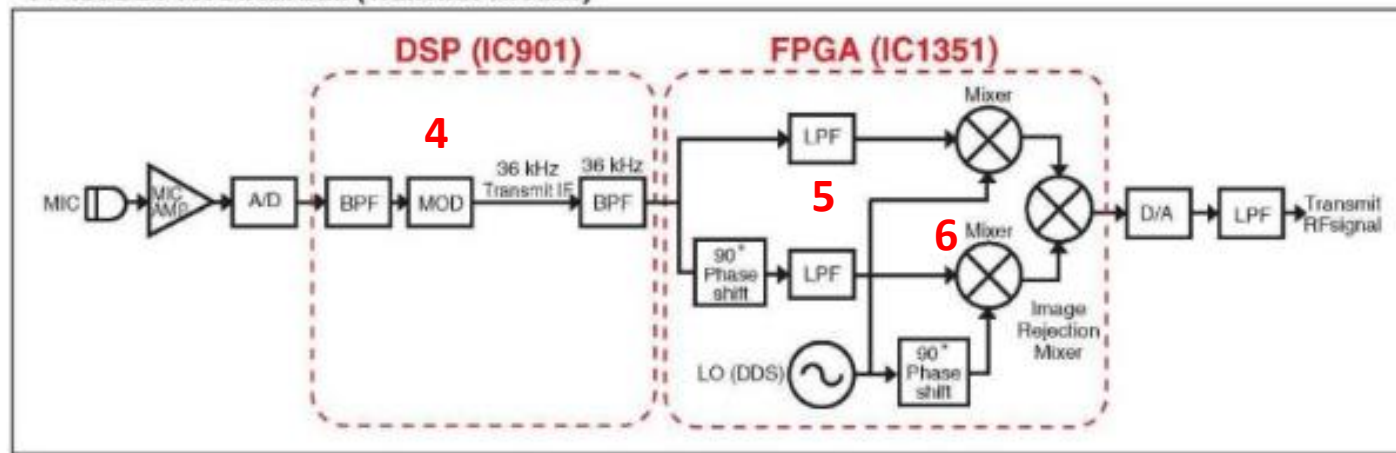 DSP (IC901)
FPGA (IC1351)
4
5
6
MIC
MIC AMP
A/D
BPF
MOD
36 kHz
Transmit IF
36 kHz
BPF
LPF
Mixer
90°
Phase
shift
LPF
Mixer
LO (DDS)
90°
Phase
shift
Image
Rejection
Mixer
D/A
LPF
Transmit
RFsignal